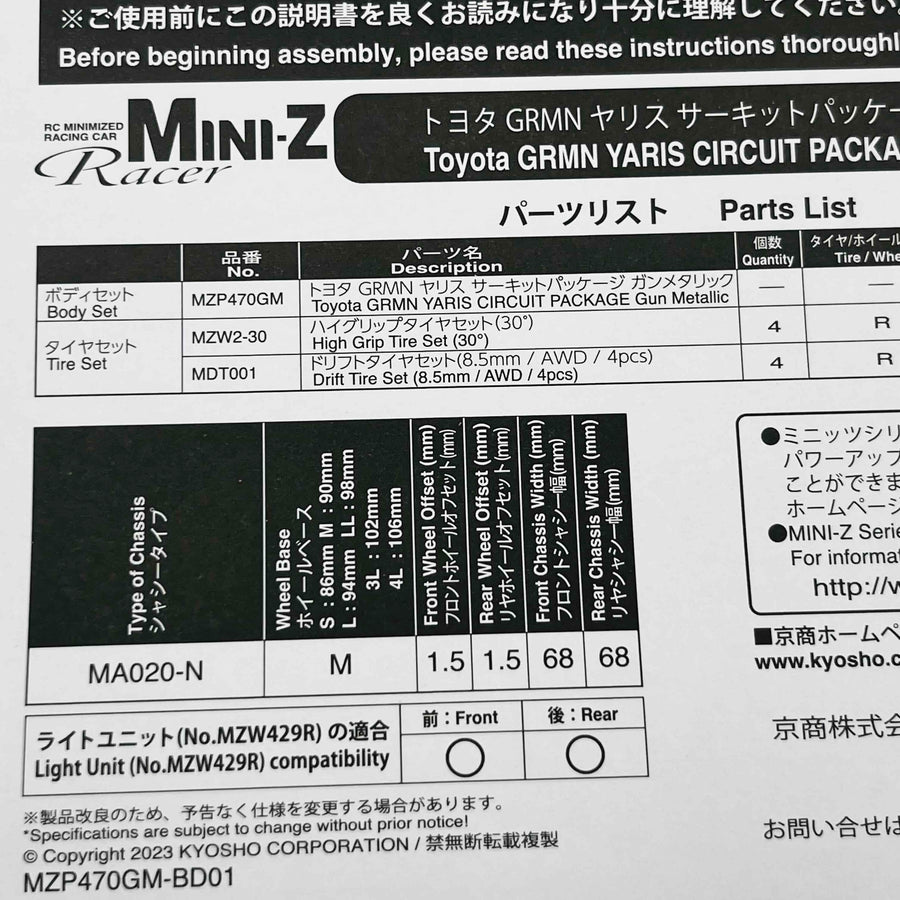 ※ご使用前にこの説明書を良くお読みになり十分に理解してください
Before beginning assembly, please read these instructions thoroughl
RC MINIMIZED
RACING CAR
MINI-Z
Racer
トヨタ GRMN ヤリス サーキットパッケー
Toyota GRMN YARIS CIRCUIT PACKA
パーツリスト Parts List
品番 パーツ名 個数 タイヤ/ホイール
No. Description Quantity Tire / Whe
ボディセット
Body Set
MZP470GM
トヨタ GRMN ヤリス サーキットパッケージ ガンメタリック
Toyota GRMN YARIS CIRCUIT PACKAGE Gun Metallic
— —
タイヤセット
Tire Set
MZW2-30
ハイグリップタイヤセット(30°)
High Grip Tire Set (30°)
4 R
MDT001
ドリフトタイヤセット(8.5mm / AWD / 4pcs)
Drift Tire Set (8.5mm / AWD / 4pcs)
4 R
Type of Chassis
シャシータイプ
Wheel Base
ホイールベース
S : 86mm M : 90mm
L : 94mm LL : 98mm
3L : 102mm
4L : 106mm
Front Wheel Offset (mm)
フロントホイールオフセット(mm)
Rear Wheel Offset (mm)
リヤホイールオフセット(mm)
Front Chassis Width (mm)
フロントシャシー幅(mm)
Rear Chassis Width (mm)
リヤシャシー幅(mm)
MA020-N M 1.5 1.5 68 68
ライトユニット(No.MZW429R) の適合
Light Unit (No.MZW429R) compatibility
前 : Front 後 : Rear
○ ○
※製品改良のため、予告なく仕様を変更する場合があります。
*Specifications are subject to change without prior notice!
© Copyright 2023 KYOSHO CORPORATION / 禁無断転載複製
MZP470GM-BD01
●ミニッツシリ
パワーアップ
ことができま
ホームページ
●MINI-Z Serie
For informat
http://w
■京商ホームペ
www.kyosho.c
京商株式会
お問い合せは